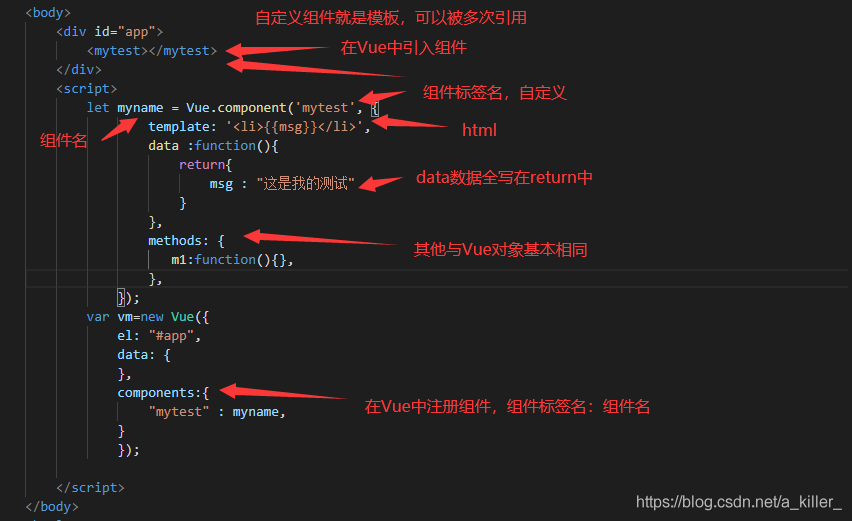 <body>
自定义组件就是模板，可以被多次引用
<div id="app">
<mytest></mytest>
在Vue中引入组件
</div>
<script>
let myname = Vue.component('mytest', {
组件标签名，自定义
组件名
template: '<li>{{msg}}</li>',
html
data :function(){
return{
msg : "这是我的测试"
data数据全写在return中
}
},
methods: {
其他与Vue对象基本相同
m1:function(){},
},
});
var vm=new Vue({
el: "#app",
data: {
},
components:{
"mytest" : myname,
在Vue中注册组件，组件标签名：组件名
}
});
</script>
https://blog.csdn.net/a_killer_
</body>